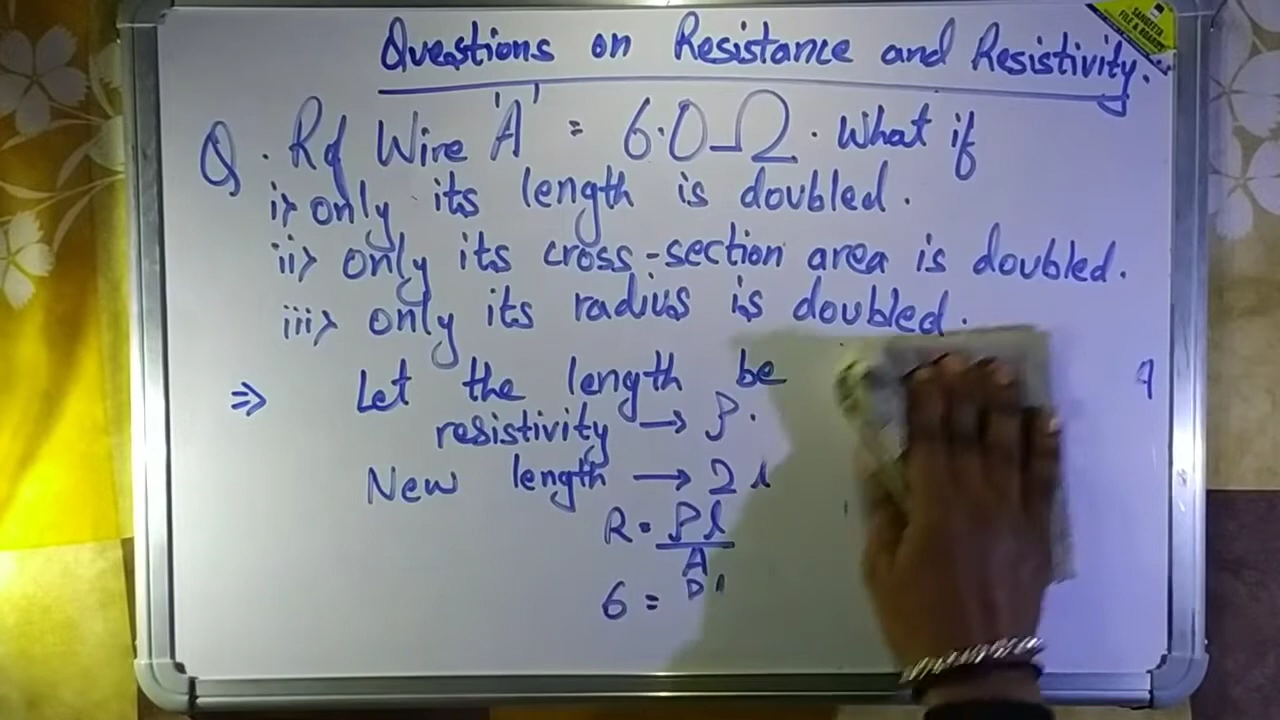 Questions on Resistance and Resistivity.
Q. R of Wire 'A' = 6.0 Ω. What if
i> only its length is doubled.
ii> only its cross-section area is doubled.
iii> only its radius is doubled.
⇒ Let the length be
resistivity → ρ.
New length → 2l
R = ρl
A
6 =